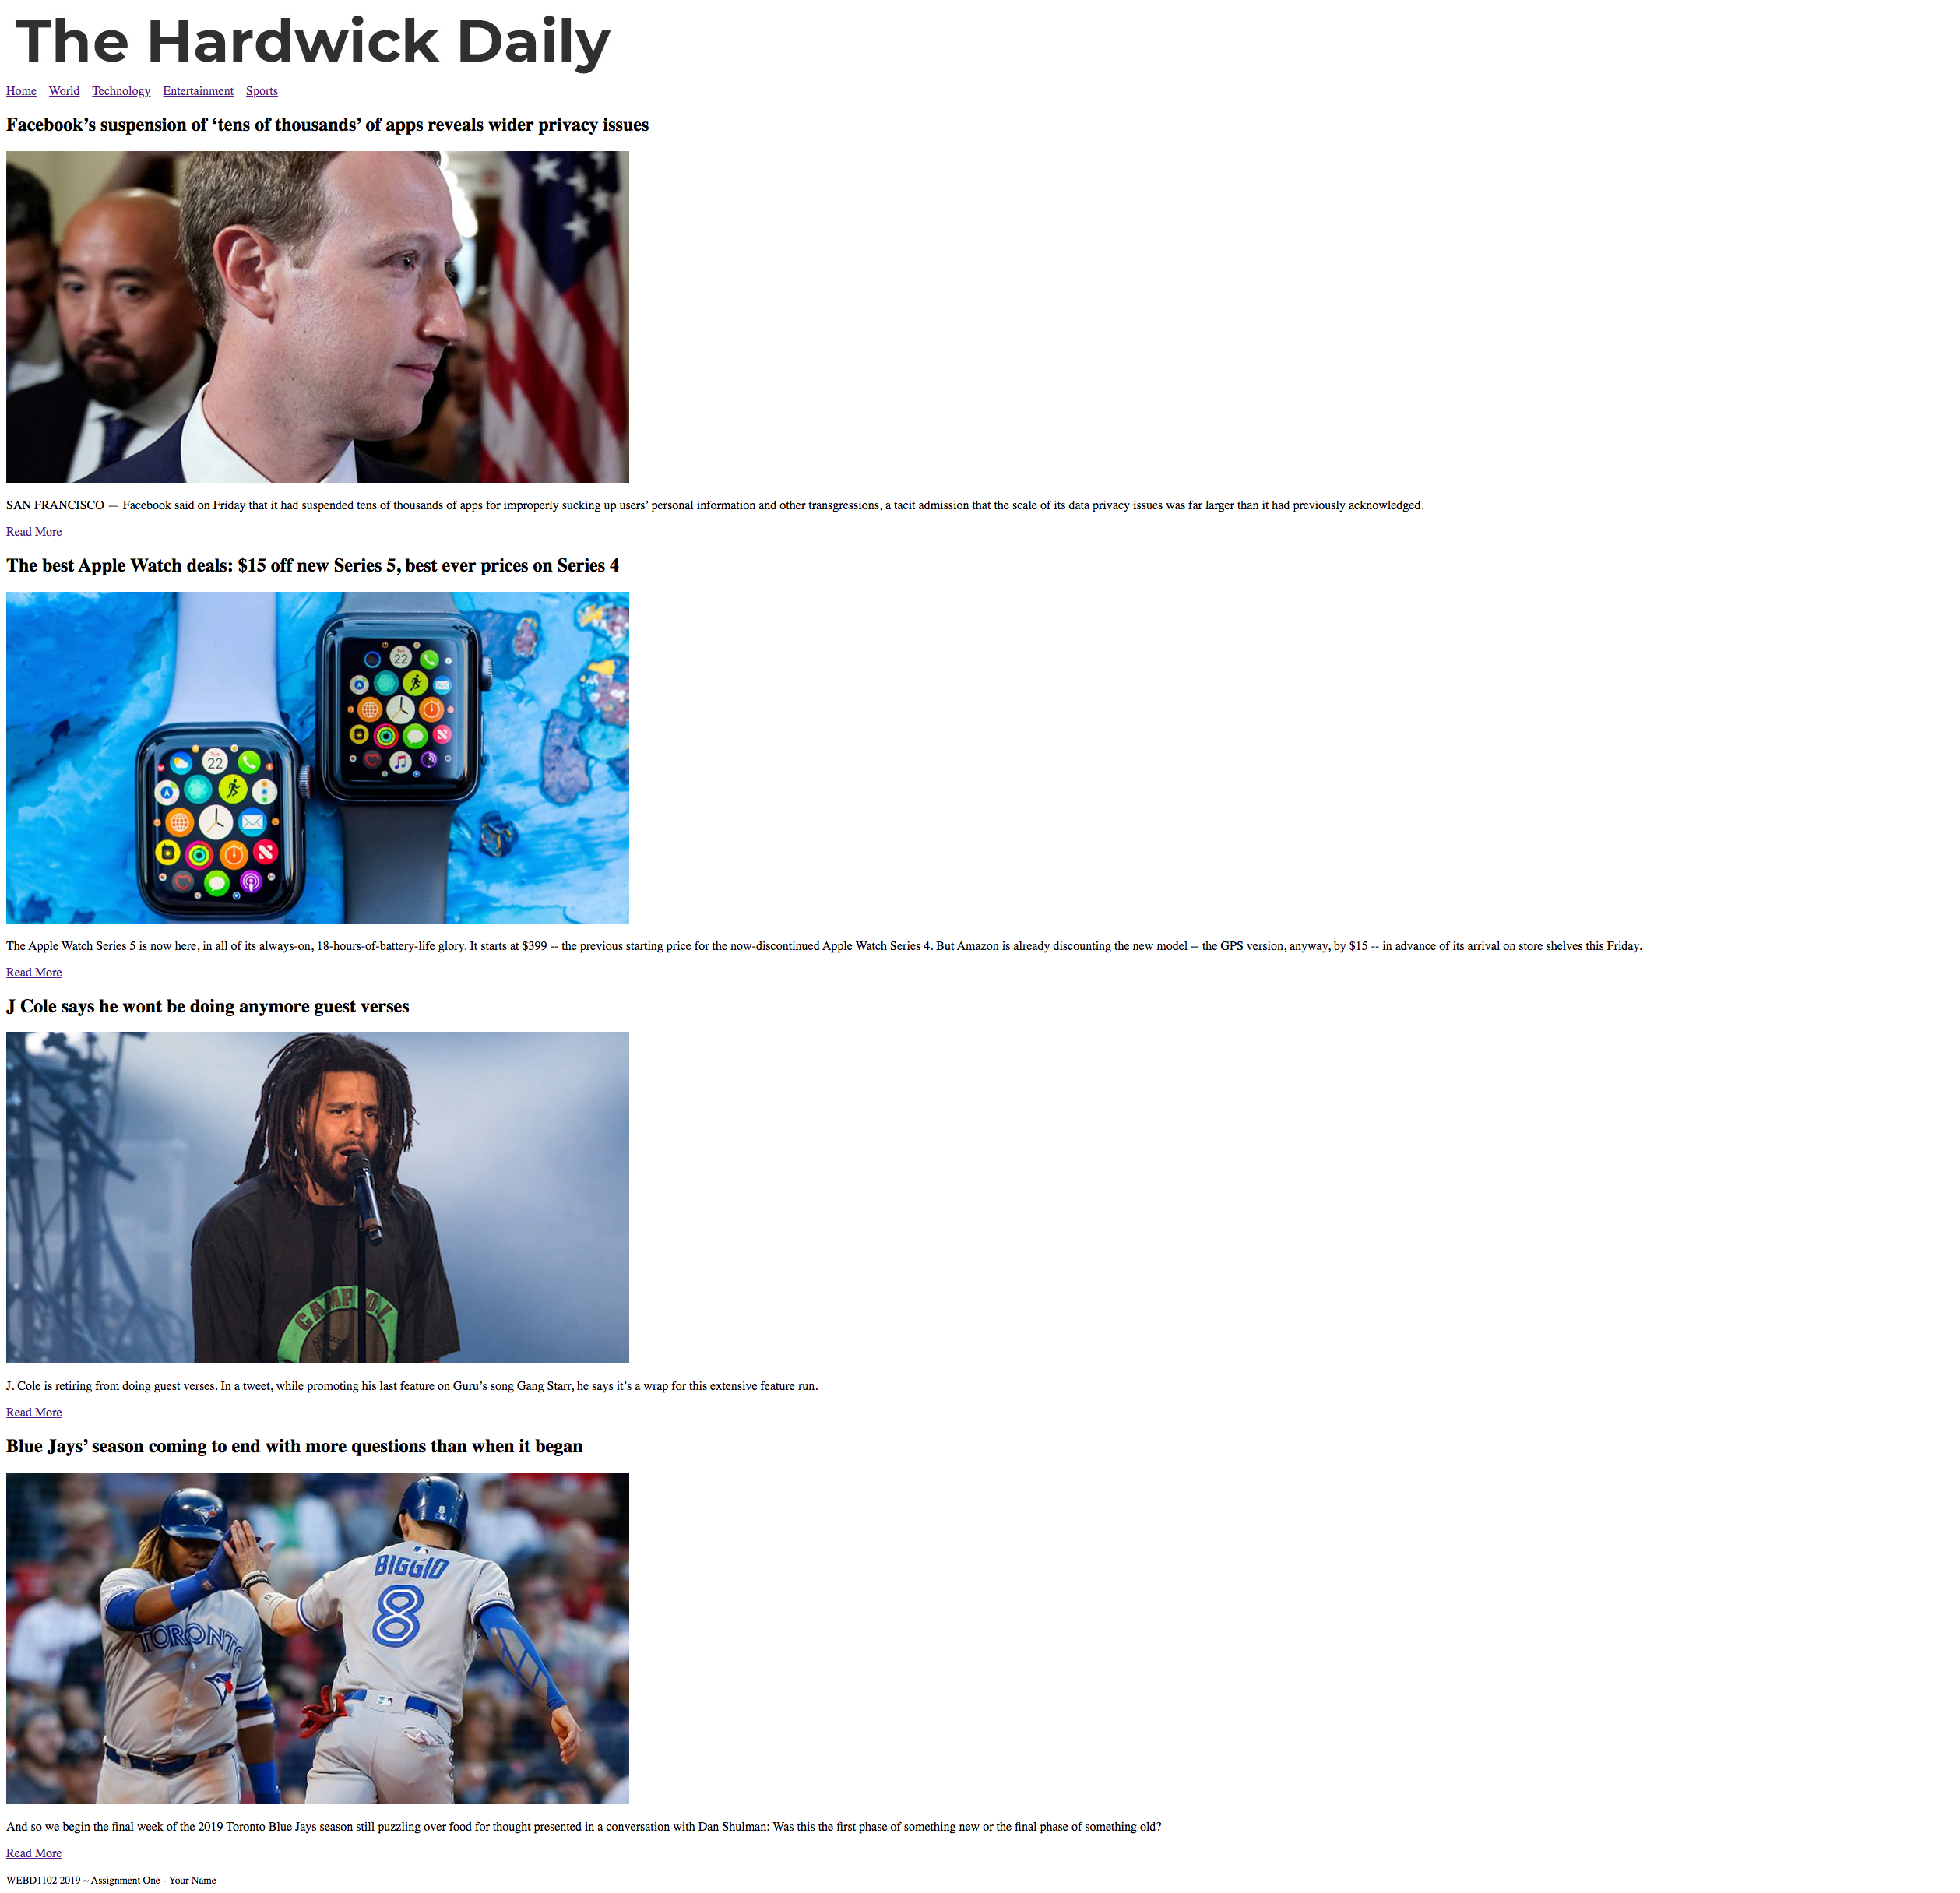 The Hardwick Daily
Home World Technology Entertainment Sports
Facebook’s suspension of ‘tens of thousands’ of apps reveals wider privacy issues
SAN FRANCISCO — Facebook said on Friday that it had suspended tens of thousands of apps for improperly sucking up users’ personal information and other transgressions, a tacit admission that the scale of its data privacy issues was far larger than it had previously acknowledged.
Read More
The best Apple Watch deals: $15 off new Series 5, best ever prices on Series 4
22
22
The Apple Watch Series 5 is now here, in all of its always-on, 18-hours-of-battery-life glory. It starts at $399 -- the previous starting price for the now-discontinued Apple Watch Series 4. But Amazon is already discounting the new model -- the GPS version, anyway, by $15 -- in advance of its arrival on store shelves this Friday.
Read More
J Cole says he wont be doing anymore guest verses
J. Cole is retiring from doing guest verses. In a tweet, while promoting his last feature on Guru’s song Gang Starr, he says it’s a wrap for this extensive feature run.
Read More
Blue Jays’ season coming to end with more questions than when it began
8
BIGGIO
8
TORONTO
And so we begin the final week of the 2019 Toronto Blue Jays season still puzzling over food for thought presented in a conversation with Dan Shulman: Was this the first phase of something new or the final phase of something old?
Read More
WEBD1102 2019 ~ Assignment One - Your Name